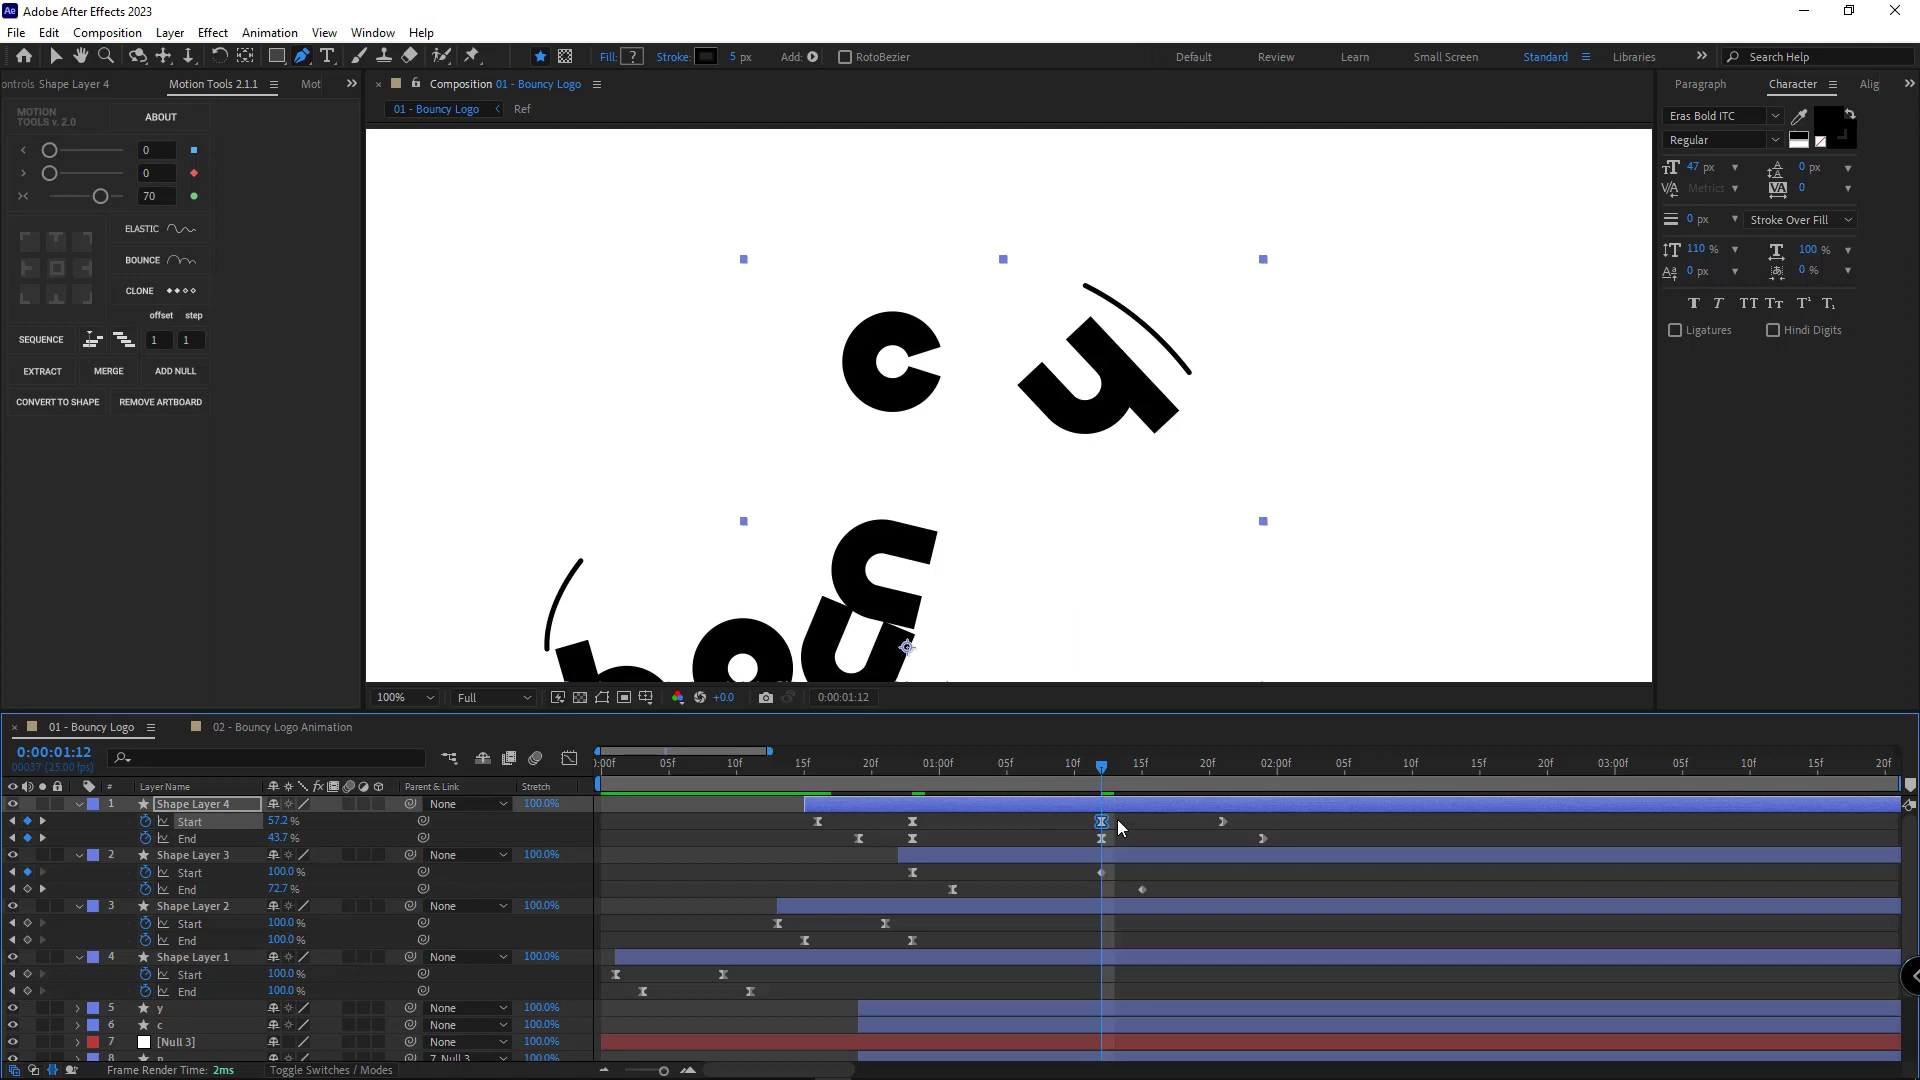 Ae Adobe After Effects 2023
File Edit Composition Layer Effect Animation View Window Help
Fill: ? Stroke: 5 px Add: RotoBezier Default Review Learn Small Screen Standard Libraries Search Help
ontrols Shape Layer 4 Motion Tools 2.1.1 Mot
Composition 01 - Bouncy Logo
01 - Bouncy Logo Ref
MOTION
TOOLS v. 2.0
ABOUT
0
0
70
ELASTIC
BOUNCE
CLONE
offset step
SEQUENCE 1 1
EXTRACT MERGE ADD NULL
CONVERT TO SHAPE REMOVE ARTBOARD
c y
n
b o u
100% Full +0.0 0:00:01:12
Paragraph Character Alig
Eras Bold ITC
Regular
47 px 0 px
Metrics 0
0 px Stroke Over Fill
110 % 100 %
0 px 0 %
T T TT Tт T¹ T₁
Ligatures Hindi Digits
01 - Bouncy Logo 02 - Bouncy Logo Animation
0:00:01:12
00037 (25.00 fps)
:00f 05f 10f 15f 20f 01:00f 05f 10f 15f 20f 02:00f 05f 10f 15f 20f 03:00f 05f 10f 15f 20f
# Layer Name fx Parent & Link Stretch
1 Shape Layer 4 None 100.0%
Start 57.2 %
End 43.7 %
2 Shape Layer 3 None 100.0%
Start 100.0 %
End 72.7 %
3 Shape Layer 2 None 100.0%
Start 100.0 %
End 100.0 %
4 Shape Layer 1 None 100.0%
Start 100.0 %
End 100.0 %
5 y None 100.0%
6 c None 100.0%
7 [Null 3] None 100.0%
8 n 7. Null 3 100.0%
Frame Render Time: 2ms Toggle Switches / Modes